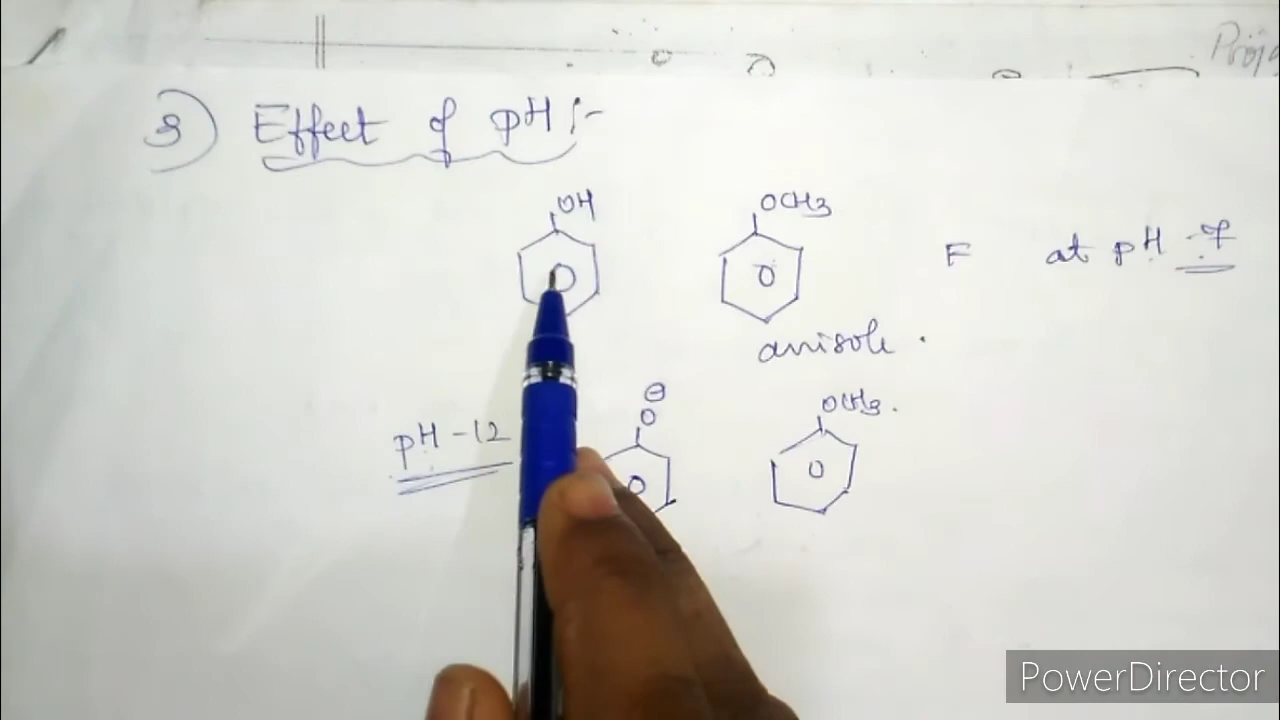 3) Effect of pH :-
OH OCH3 F at pH 7
anisole .
⊖
O OCH3.
pH - 12
PowerDirector